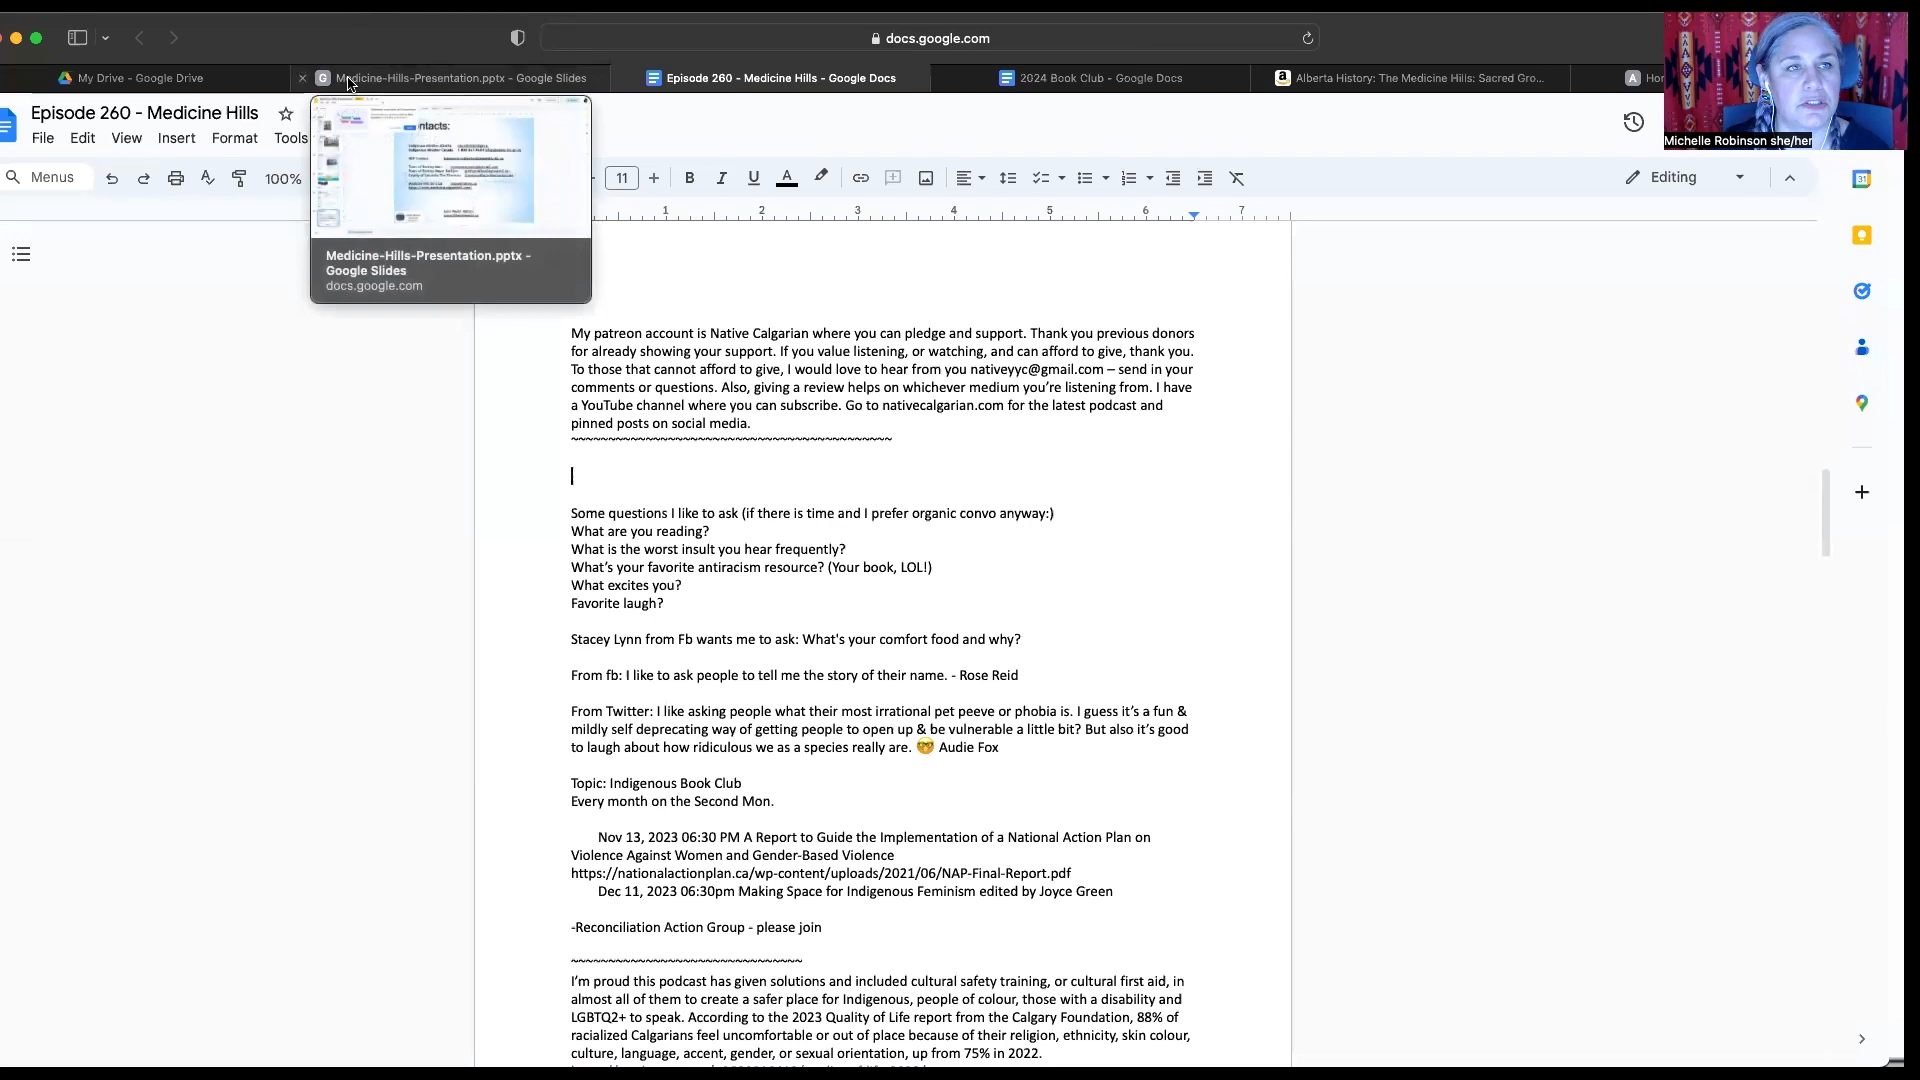 docs.google.com
My Drive - Google Drive
Medicine-Hills-Presentation.pptx - Google Slides
Episode 260 - Medicine Hills - Google Docs
2024 Book Club - Google Docs
Alberta History: The Medicine Hills; Sacred Gro...
Michelle Robinson she/her
Episode 260 - Medicine Hills
File Edit View Insert Format Tools
Menus
100%
11
Editing
31
1 2 3 4 5 6 7
Medicine-Hills-Presentation.pptx -
Google Slides
docs.google.com
My patreon account is Native Calgarian where you can pledge and support. Thank you previous donors
for already showing your support. If you value listening, or watching, and can afford to give, thank you.
To those that cannot afford to give, I would love to hear from you nativeyyc@gmail.com – send in your
comments or questions. Also, giving a review helps on whichever medium you’re listening from. I have
a YouTube channel where you can subscribe. Go to nativecalgarian.com for the latest podcast and
pinned posts on social media.
~~~~~~~~~~~~~~~~~~~~~~~~~~~~~~~~~~~~~~~~~~~
Some questions I like to ask (if there is time and I prefer organic convo anyway:)
What are you reading?
What is the worst insult you hear frequently?
What’s your favorite antiracism resource? (Your book, LOL!)
What excites you?
Favorite laugh?
Stacey Lynn from Fb wants me to ask: What's your comfort food and why?
From fb: I like to ask people to tell me the story of their name. - Rose Reid
From Twitter: I like asking people what their most irrational pet peeve or phobia is. I guess it’s a fun &
mildly self deprecating way of getting people to open up & be vulnerable a little bit? But also it’s good
to laugh about how ridiculous we as a species really are. 🤓 Audie Fox
Topic: Indigenous Book Club
Every month on the Second Mon.
Nov 13, 2023 06:30 PM A Report to Guide the Implementation of a National Action Plan on
Violence Against Women and Gender-Based Violence
https://nationalactionplan.ca/wp-content/uploads/2021/06/NAP-Final-Report.pdf
Dec 11, 2023 06:30pm Making Space for Indigenous Feminism edited by Joyce Green
-Reconciliation Action Group - please join
~~~~~~~~~~~~~~~~~~~~~~~~~~~~~~~
I’m proud this podcast has given solutions and included cultural safety training, or cultural first aid, in
almost all of them to create a safer place for Indigenous, people of colour, those with a disability and
LGBTQ2+ to speak. According to the 2023 Quality of Life report from the Calgary Foundation, 88% of
racialized Calgarians feel uncomfortable or out of place because of their religion, ethnicity, skin colour,
culture, language, accent, gender, or sexual orientation, up from 75% in 2022.